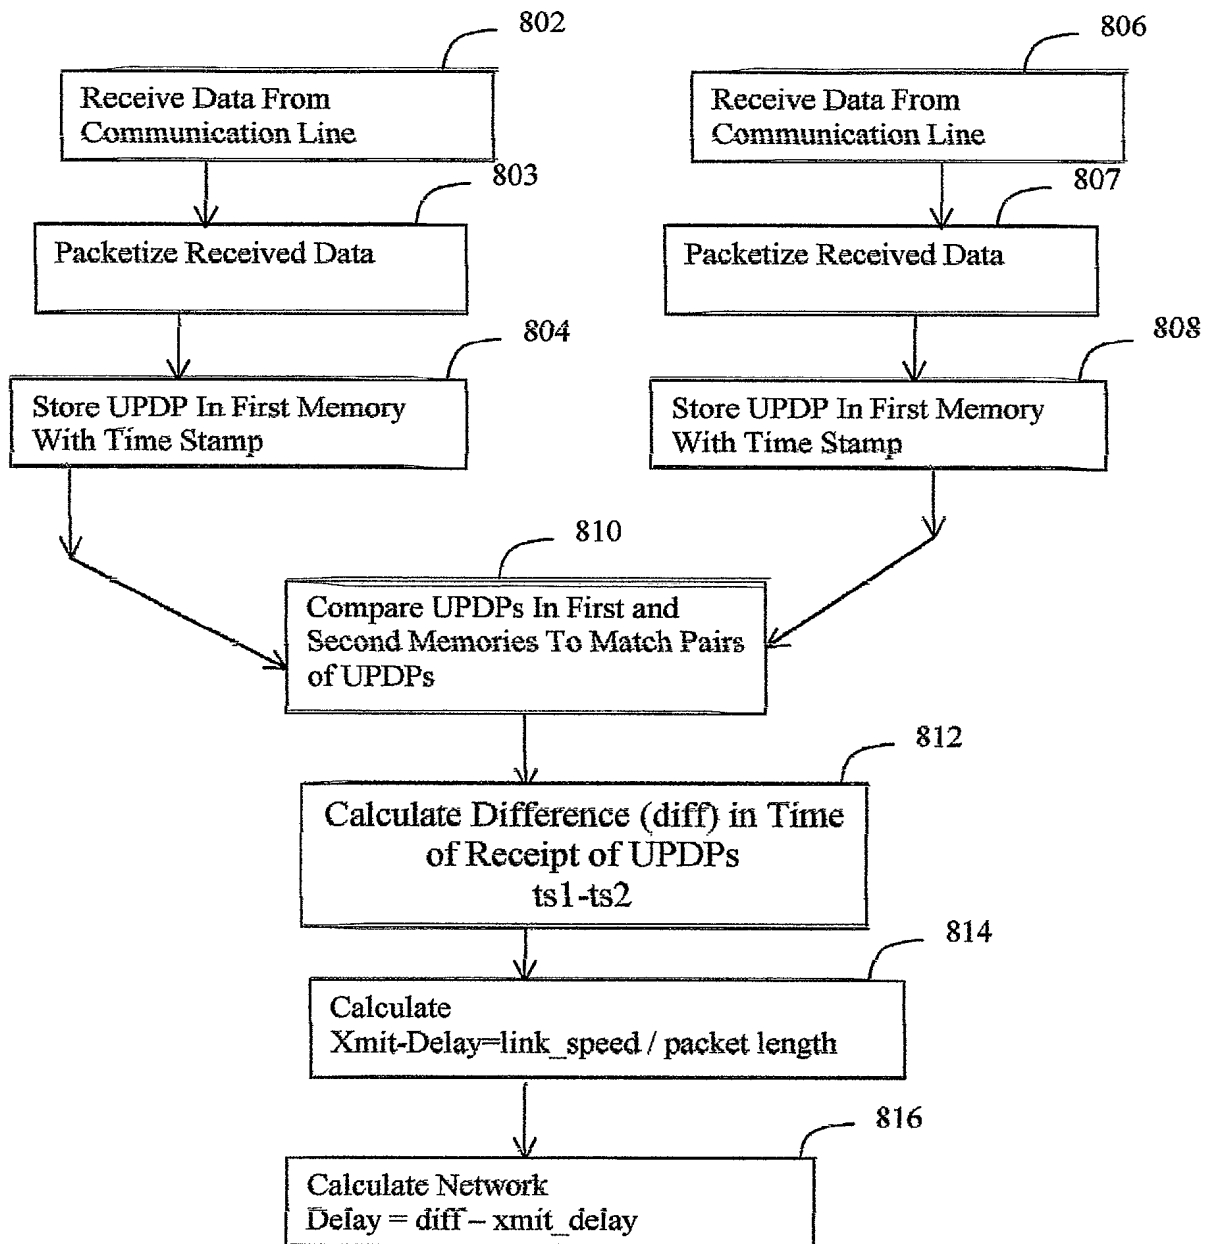 802
806
Receive Data From
Communication Line
Receive Data From
Communication Line
803
807
Packetize Received Data
Packetize Received Data
804
808
Store UPDP In First Memory
With Time Stamp
Store UPDP In First Memory
With Time Stamp
810
Compare UPDPs In First and
Second Memories To Match Pairs
of UPDPs
812
Calculate Difference (diff) in Time
of Receipt of UPDPs
ts1-ts2
814
Calculate
Xmit-Delay=link_speed / packet length
816
Calculate Network
Delay = diff – xmit_delay